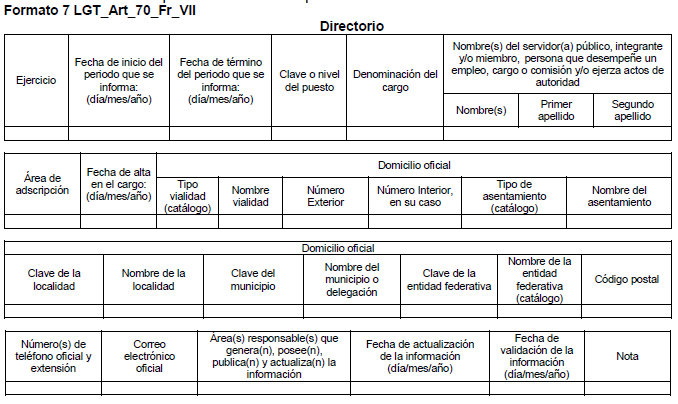 Formato 7 LGT_Art_70_Fr_VII
Directorio
Ejercicio
Fecha de inicio del
periodo que se
informa:
(día/mes/año)
Fecha de término
del periodo que se
informa:
(día/mes/año)
Clave o nivel
del puesto
Denominación del
cargo
Nombre(s) del servidor(a) público, integrante
y/o miembro, persona que desempeñe un
empleo, cargo o comisión y/o ejerza actos de
autoridad
Nombre(s)
Primer
apellido
Segundo
apellido
Área de
adscripción
Fecha de alta
en el cargo:
(día/mes/año)
Domicilio oficial
Tipo
vialidad
(catálogo)
Nombre
vialidad
Número
Exterior
Número Interior,
en su caso
Tipo de
asentamiento
(catálogo)
Nombre del
asentamiento
Domicilio oficial
Clave de la
localidad
Nombre de la
localidad
Clave del
municipio
Nombre del
municipio o
delegación
Clave de la
entidad federativa
Nombre de la
entidad
federativa
(catálogo)
Código postal
Número(s) de
teléfono oficial y
extensión
Correo
electrónico
oficial
Área(s) responsable(s) que
genera(n), posee(n),
publica(n) y actualiza(n) la
información
Fecha de actualización
de la información
(día/mes/año)
Fecha de
validación de la
información
(día/mes/año)
Nota